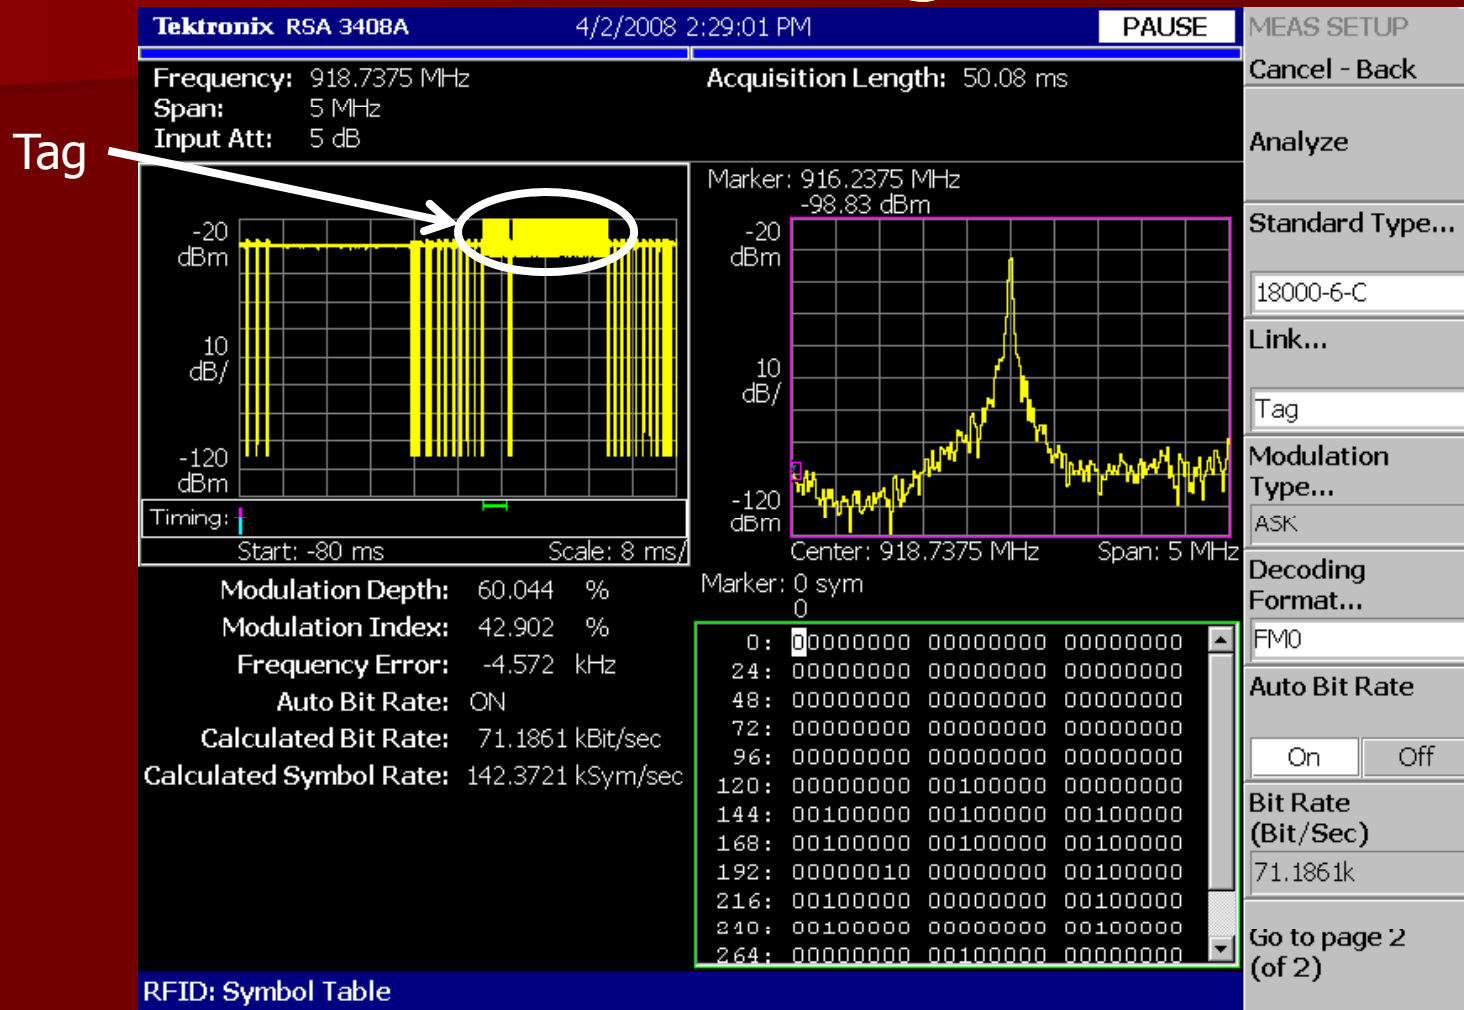 Tektronix RSA 3408A 4/2/2008 2:29:01 PM PAUSE
Frequency: 918.7375 MHz
Span: 5 MHz
Input Att: 5 dB
Acquisition Length: 50.08 ms
Tag
-20
dBm
10
dB/
-120
dBm
Timing:
Start: -80 ms Scale: 8 ms/
Marker: 916.2375 MHz
-98.83 dBm
-20
dBm
10
dB/
-120
dBm
Center: 918.7375 MHz Span: 5 MHz
Modulation Depth: 60.044 %
Modulation Index: 42.902 %
Frequency Error: -4.572 kHz
Auto Bit Rate: ON
Calculated Bit Rate: 71.1861 kBit/sec
Calculated Symbol Rate: 142.3721 kSym/sec
Marker: 0 sym
0
0: 00000000 00000000 00000000
24: 00000000 00000000 00000000
48: 00000000 00000000 00000000
72: 00000000 00000000 00000000
96: 00000000 00000000 00000000
120: 00000000 00100000 00000000
144: 00100000 00100000 00100000
168: 00100000 00100000 00100000
192: 00000010 00000000 00100000
216: 00100000 00000000 00100000
240: 00100000 00000000 00100000
264: 00000000 00100000 00000000
RFID: Symbol Table
MEAS SETUP
Cancel - Back
Analyze
Standard Type...
18000-6-C
Link...
Tag
Modulation
Type...
ASK
Decoding
Format...
FM0
Auto Bit Rate
On Off
Bit Rate
(Bit/Sec)
71.1861k
Go to page 2
(of 2)